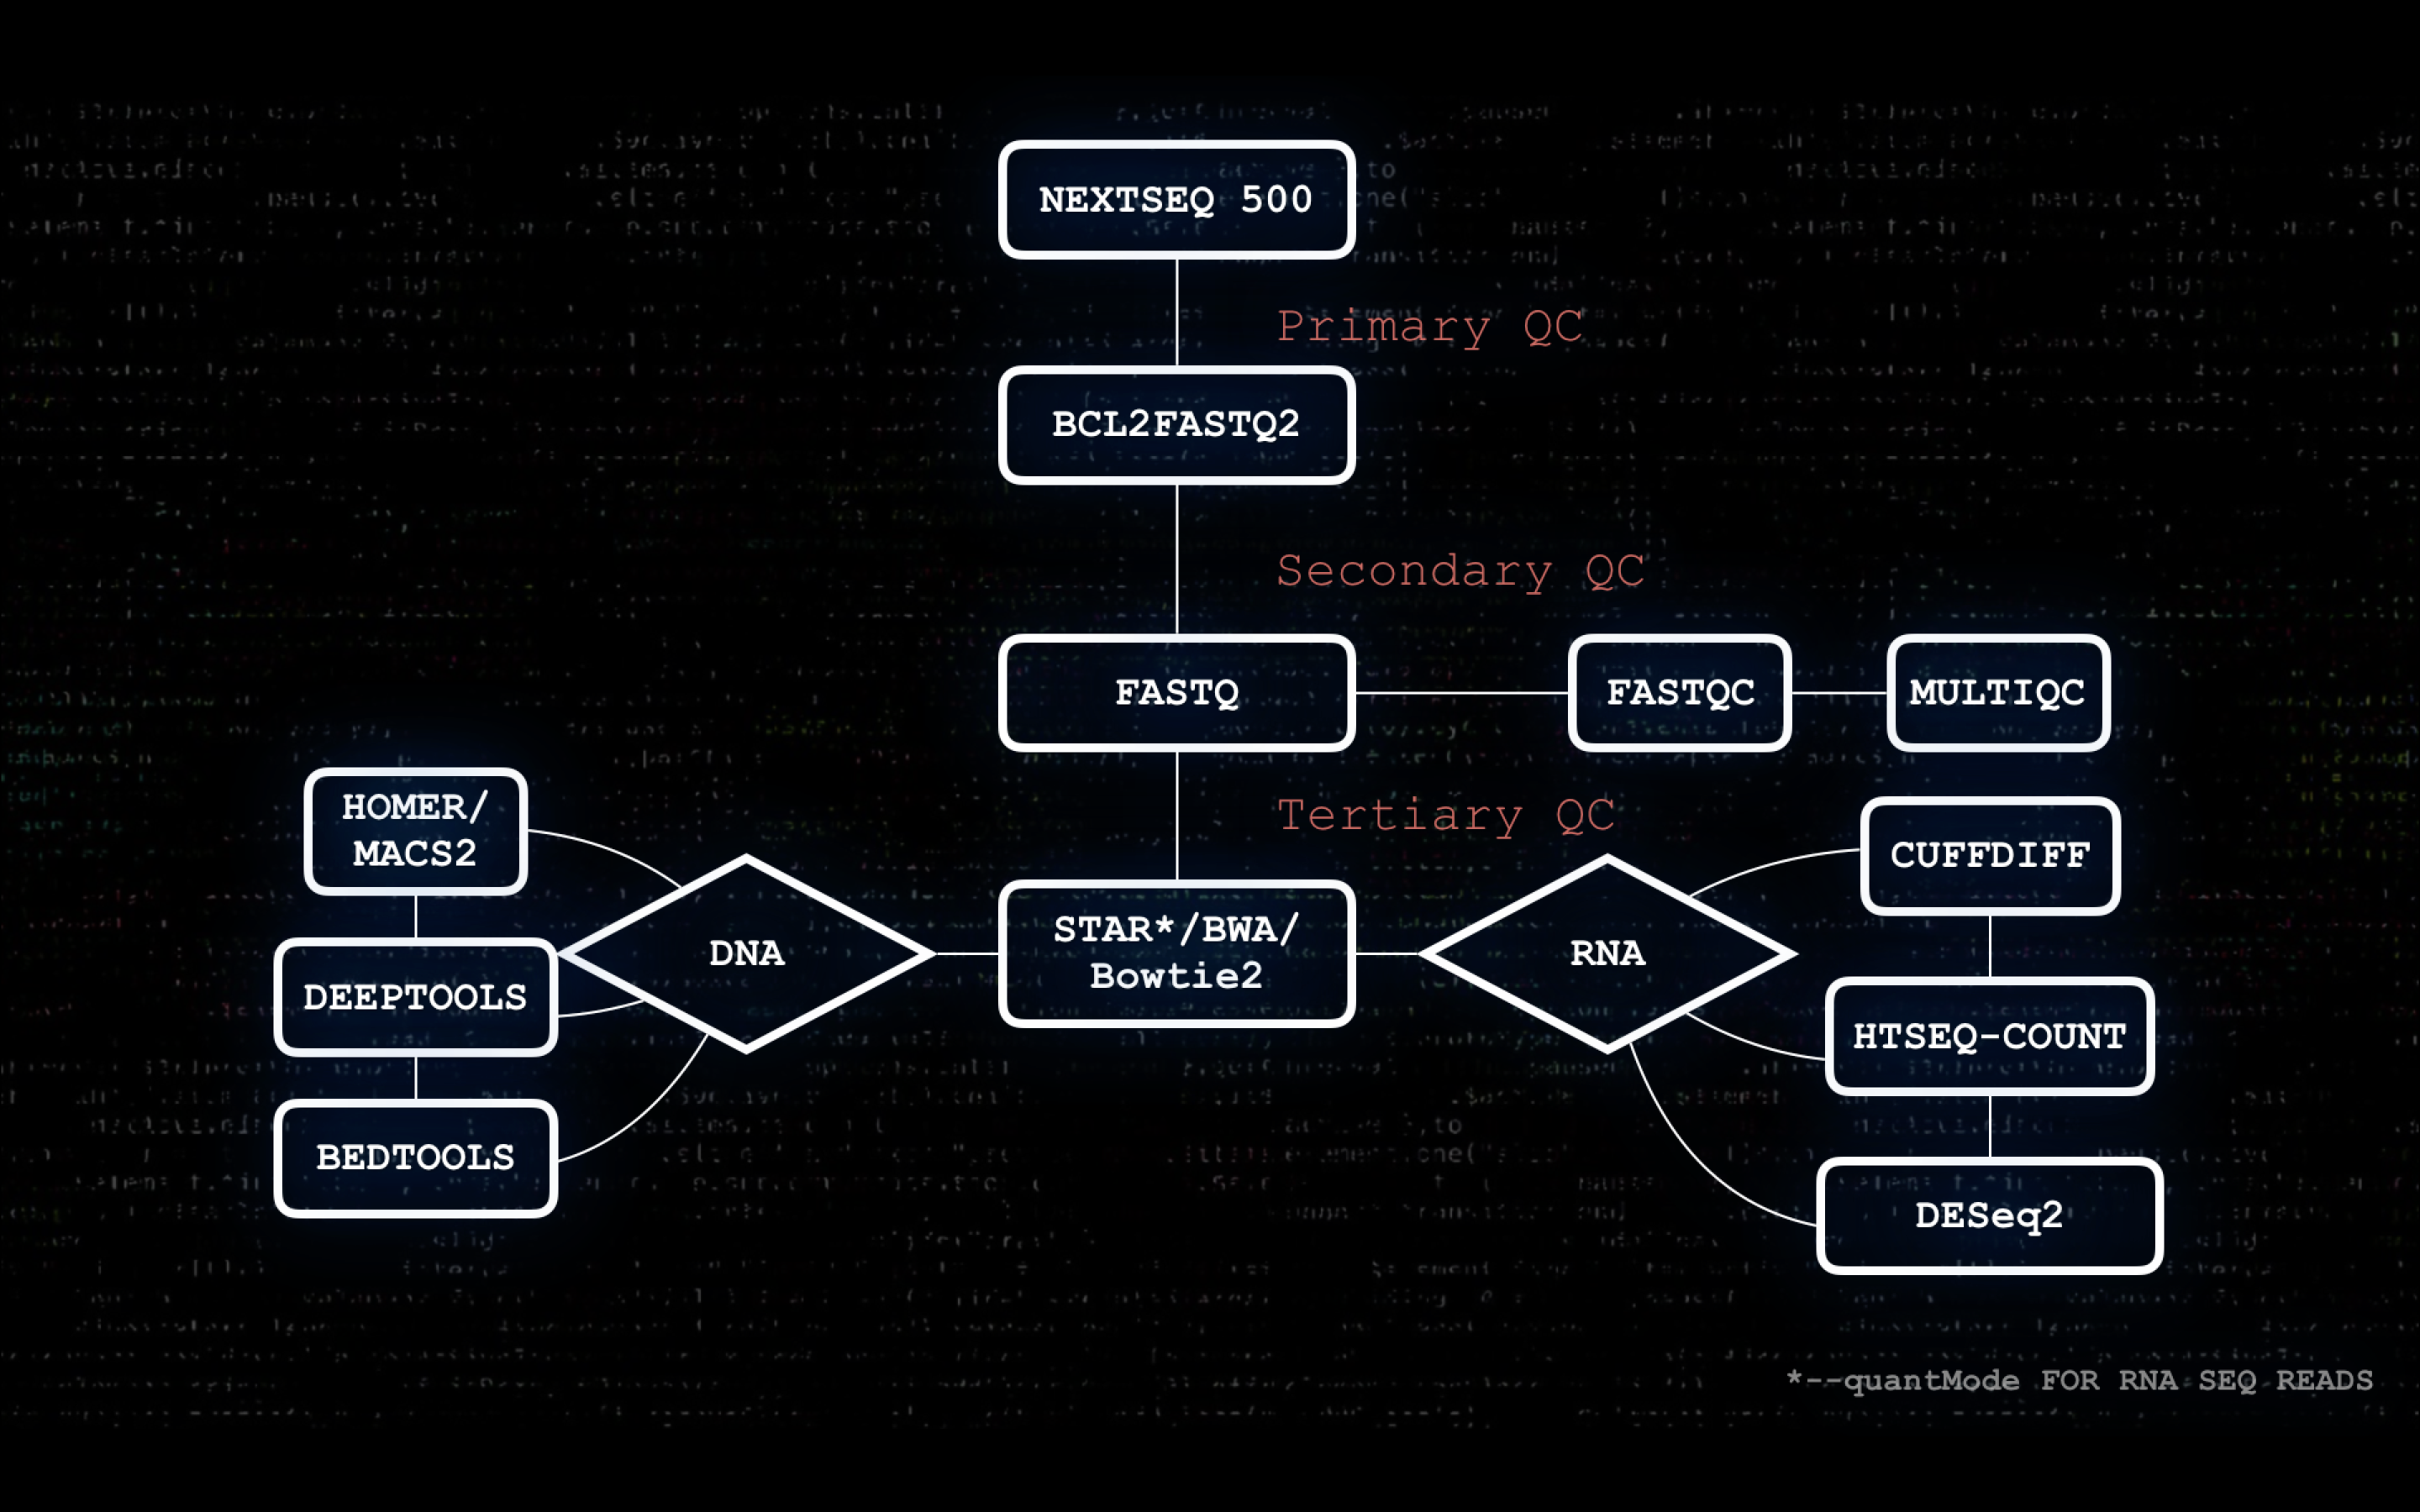 NEXTSEQ 500
Primary QC
BCL2FASTQ2
Secondary QC
FASTQ
FASTQC
MULTIQC
Tertiary QC
HOMER/
MACS2
CUFFDIFF
DNA
STAR*/BWA/
Bowtie2
RNA
DEEPTOOLS
HTSEQ-COUNT
BEDTOOLS
DESeq2
*--quantMode FOR RNA SEQ READS